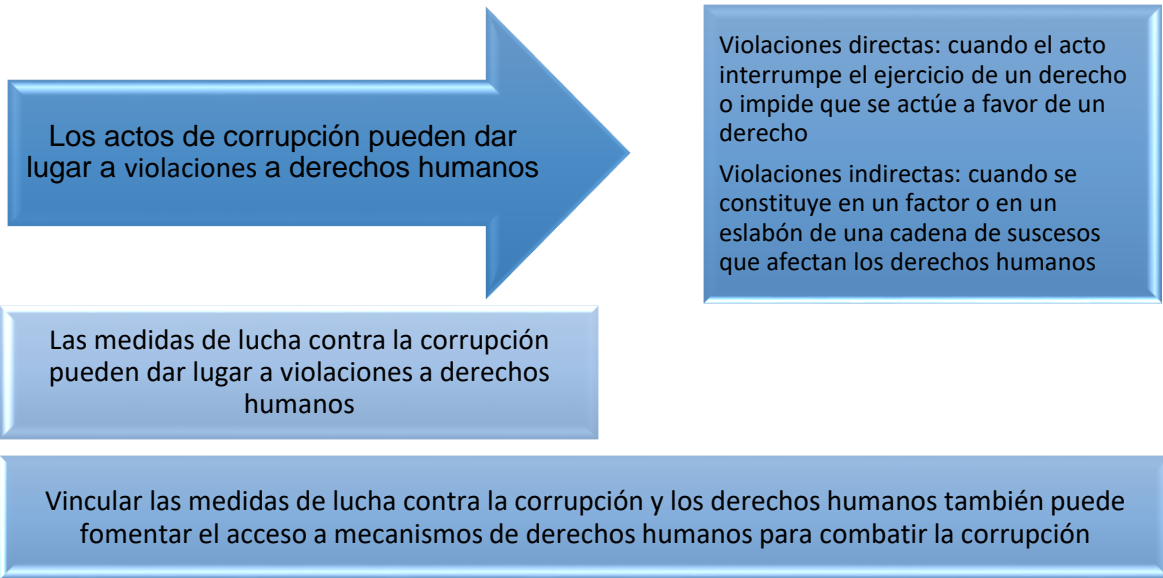 Los actos de corrupción pueden dar
lugar a violaciones a derechos humanos
Violaciones directas: cuando el acto
interrumpe el ejercicio de un derecho
o impide que se actúe a favor de un
derecho
Violaciones indirectas: cuando se
constituye en un factor o en un
eslabón de una cadena de suscesos
que afectan los derechos humanos
Las medidas de lucha contra la corrupción
pueden dar lugar a violaciones a derechos
humanos
Vincular las medidas de lucha contra la corrupción y los derechos humanos también puede
fomentar el acceso a mecanismos de derechos humanos para combatir la corrupción